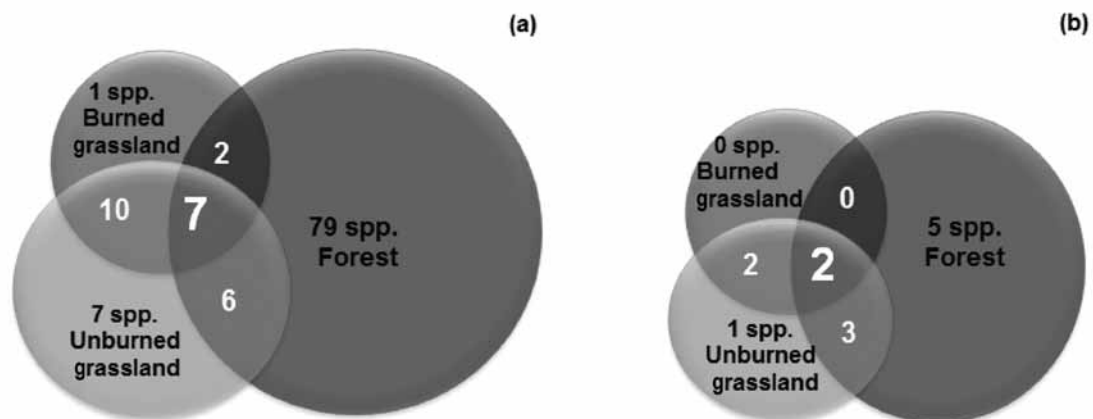 (a)
1 spp.
Burned
grassland
2
10
7
79 spp.
Forest
6
7 spp.
Unburned
grassland
(b)
0 spp.
Burned
grassland
0
5 spp.
Forest
2
2
1 spp.
Unburned
grassland
3